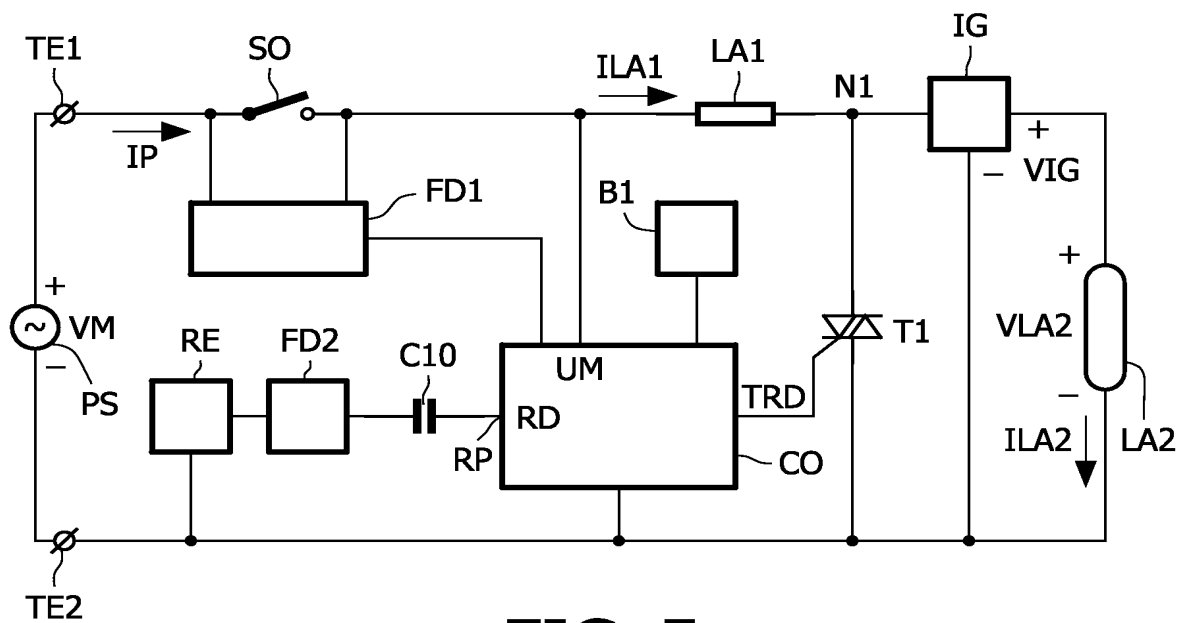 TE1
SO
ILA1
LA1
N1
IG
IP
+
− VIG
FD1
B1
+
~ VM
−
PS
RE
FD2
C10
UM
RD
RP
TRD
CO
T1
+
VLA2
−
ILA2
LA2
TE2